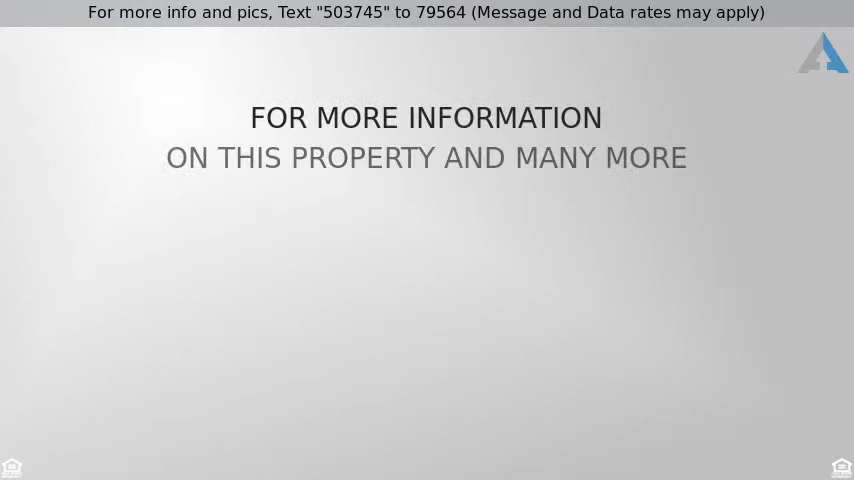 For more info and pics, Text "503745" to 79564 (Message and Data rates may apply)
FOR MORE INFORMATION
ON THIS PROPERTY AND MANY MORE